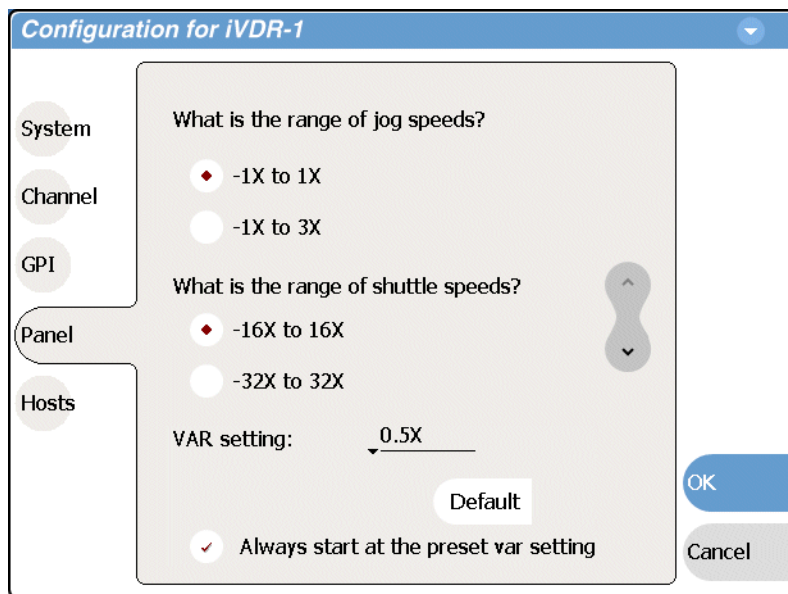 Configuration for iVDR-1
System
Channel
GPI
Panel
Hosts
What is the range of jog speeds?
-1X to 1X
-1X to 3X
What is the range of shuttle speeds?
-16X to 16X
-32X to 32X
VAR setting: 0.5X
Default
Always start at the preset var setting
OK
Cancel